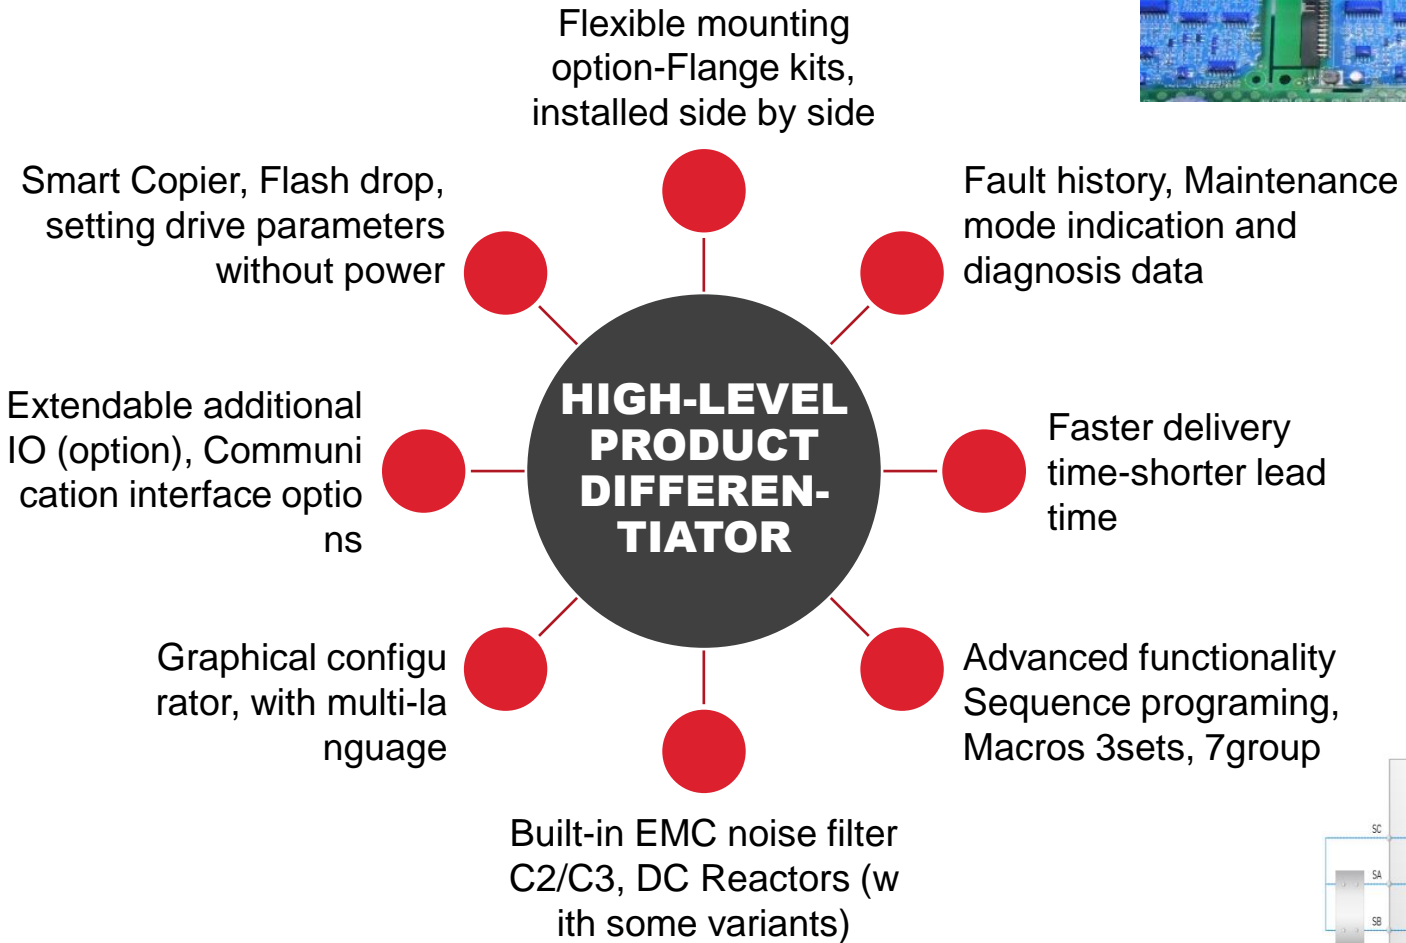 Flexible mounting
option-Flange kits,
installed side by side
Smart Copier, Flash drop,
setting drive parameters
without power
Fault history, Maintenance
mode indication and
diagnosis data
Extendable additional
IO (option), Communi
cation interface optio
ns
HIGH-LEVEL
PRODUCT
DIFFEREN-
TIATOR
Faster delivery
time-shorter lead
time
Graphical configu
rator, with multi-la
nguage
Advanced functionality
Sequence programing,
Macros 3sets, 7group
Built-in EMC noise filter
C2/C3, DC Reactors (w
ith some variants)
SC
SA
SB